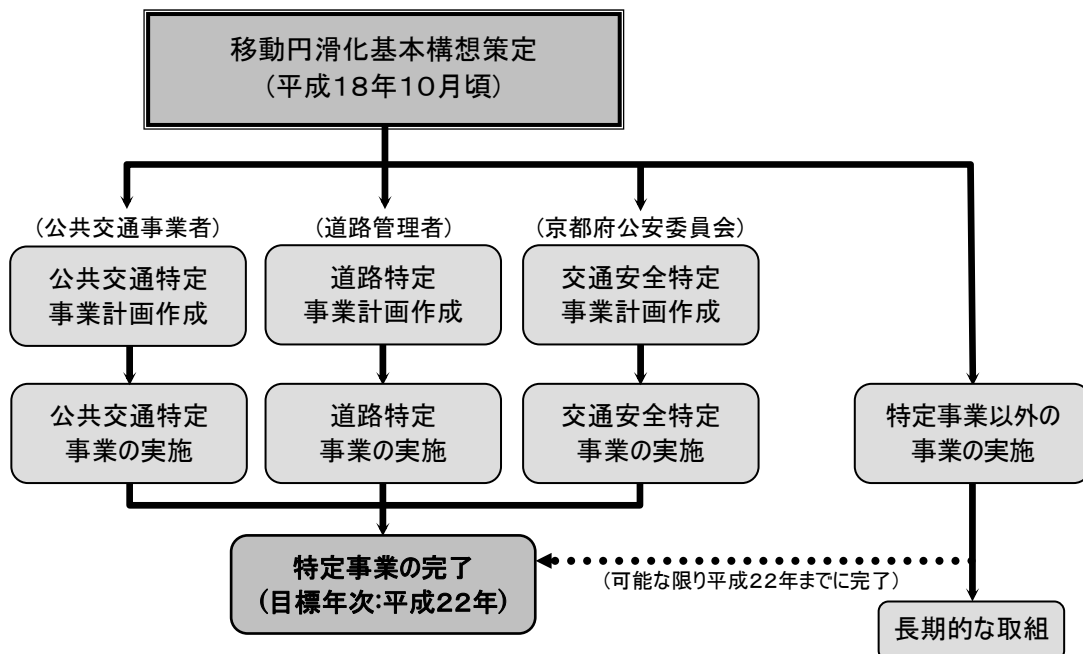 移動円滑化基本構想策定
(平成18年10月頃)
(公共交通事業者)
(道路管理者)
(京都府公安委員会)
公共交通特定
事業計画作成
道路特定
事業計画作成
交通安全特定
事業計画作成
公共交通特定
事業の実施
道路特定
事業の実施
交通安全特定
事業の実施
特定事業以外の
事業の実施
特定事業の完了
(目標年次:平成22年)
(可能な限り平成22年までに完了)
長期的な取組